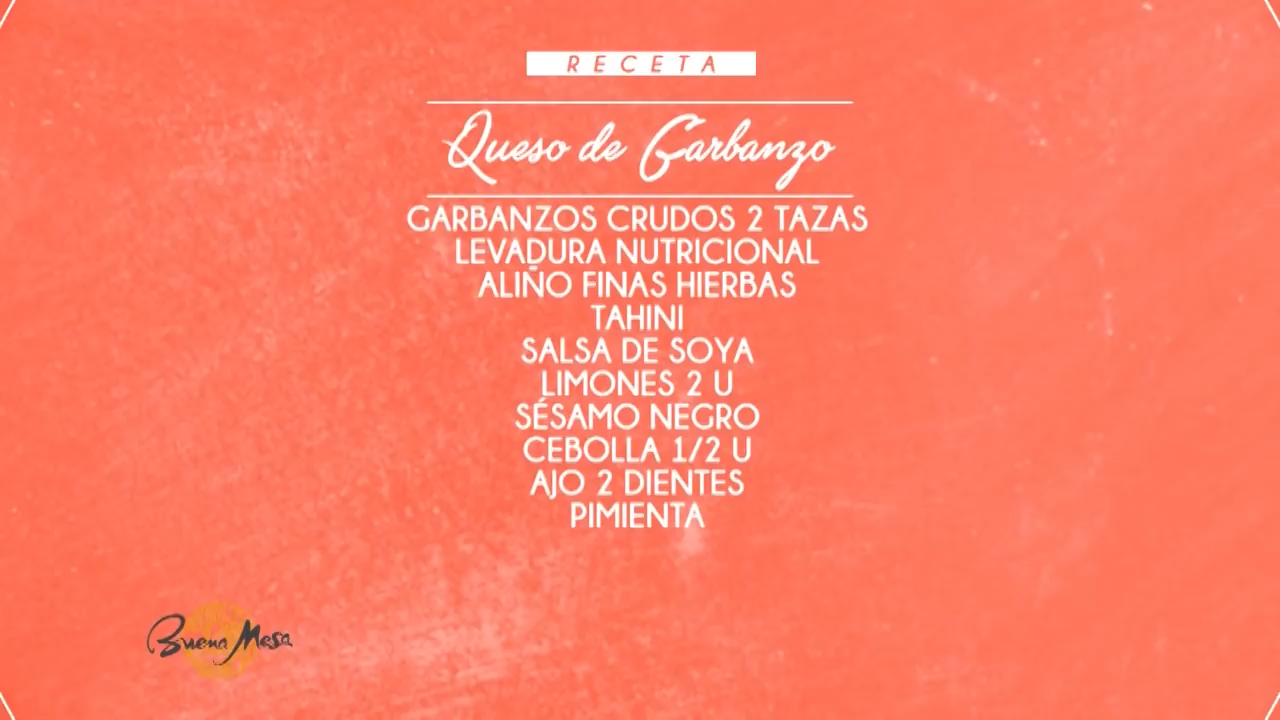 RECETA
Queso de Garbanzo
GARBANZOS CRUDOS 2 TAZAS
LEVADURA NUTRICIONAL
ALIÑO FINAS HIERBAS
TAHINI
SALSA DE SOYA
LIMONES 2 U
SÉSAMO NEGRO
CEBOLLA 1/2 U
AJO 2 DIENTES
PIMIENTA
Buena Mesa